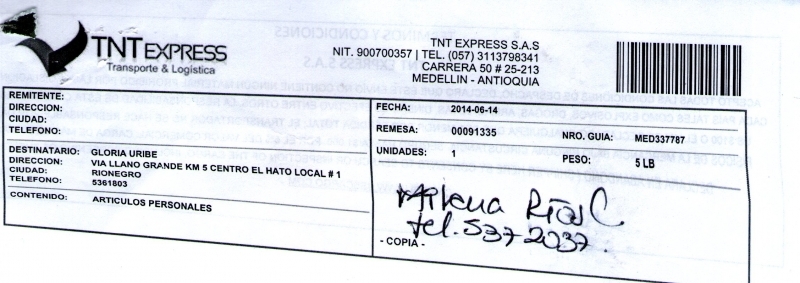 TNT EXPRESS
Transporte & Logística
TNT EXPRESS S.A.S
NIT. 900700357 | TEL. (057) 3113798341
CARRERA 50 # 25-213
MEDELLIN - ANTIOQUIA
REMITENTE:
DIRECCION:
CIUDAD:
TELEFONO:
DESTINATARIO: GLORIA URIBE
DIRECCION: VIA LLANO GRANDE KM 5 CENTRO EL HATO LOCAL # 1
CIUDAD: RIONEGRO
TELEFONO: 5361803
CONTENIDO: ARTICULOS PERSONALES
FECHA: 2014-06-14
REMESA: 00091335 NRO. GUIA: MED337787
UNIDADES: 1 PESO: 5 LB
Milena Ríos C
tel. 537 2037.
- COPIA -